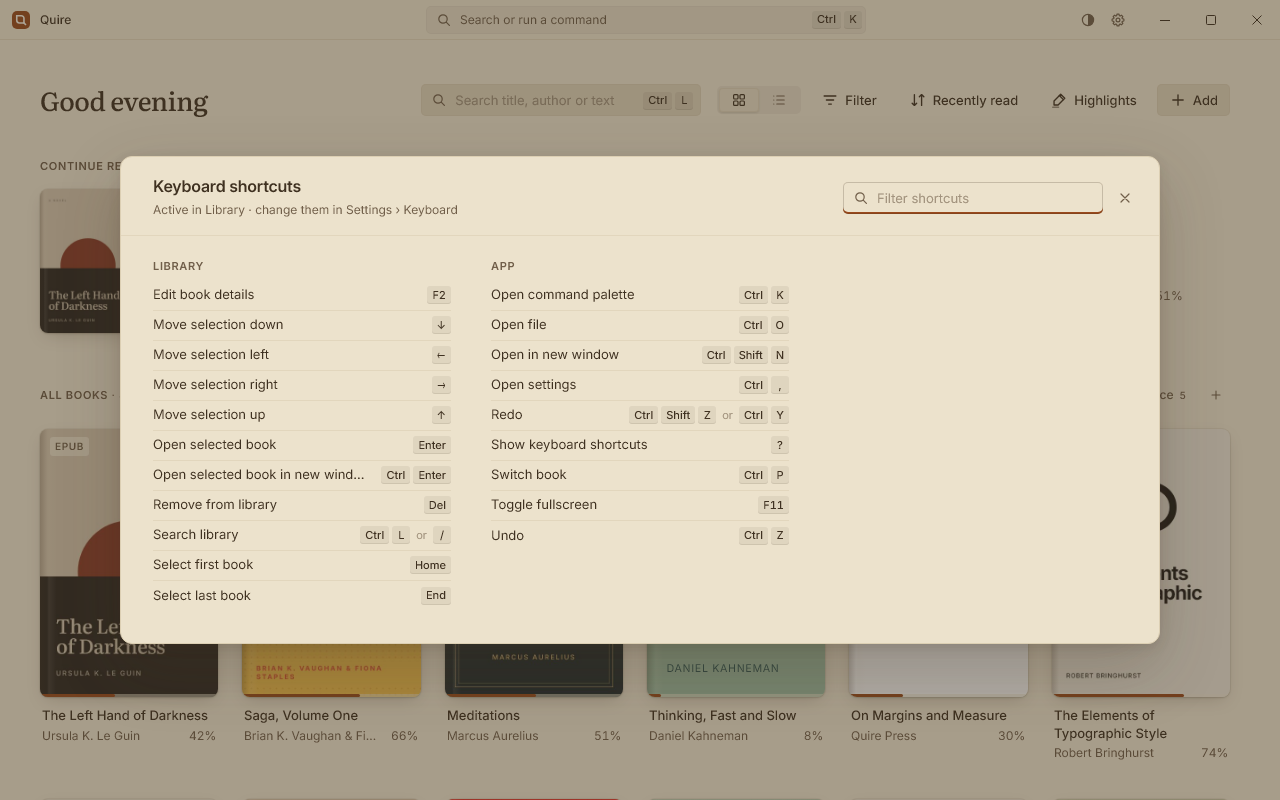 Quire
Search or run a command
Ctrl K
Good evening
Search title, author or text
Ctrl L
Filter
Recently read
Highlights
Add
CONTINUE RE
The Left Hand
of Darkness
URSULA K. LE GUIN
51%
Keyboard shortcuts
Active in Library · change them in Settings › Keyboard
Filter shortcuts
LIBRARY
Edit book details F2
Move selection down ↓
Move selection left ←
Move selection right →
Move selection up ↑
Open selected book Enter
Open selected book in new wind... Ctrl Enter
Remove from library Del
Search library Ctrl L or /
Select first book Home
Select last book End
APP
Open command palette Ctrl K
Open file Ctrl O
Open in new window Ctrl Shift N
Open settings Ctrl ,
Redo Ctrl Shift Z or Ctrl Y
Show keyboard shortcuts ?
Switch book Ctrl P
Toggle fullscreen F11
Undo Ctrl Z
ALL BOOKS ·
ce 5
EPUB
The Le
of Darkness
URSULA K. LE GUIN
BRIAN K. VAUGHAN & FIONA
STAPLES
MARCUS AURELIUS
DANIEL KAHNEMAN
nts
aphic
ROBERT BRINGHURST
The Left Hand of Darkness
Ursula K. Le Guin 42%
Saga, Volume One
Brian K. Vaughan & Fi... 66%
Meditations
Marcus Aurelius 51%
Thinking, Fast and Slow
Daniel Kahneman 8%
On Margins and Measure
Quire Press 30%
The Elements of
Typographic Style
Robert Bringhurst 74%